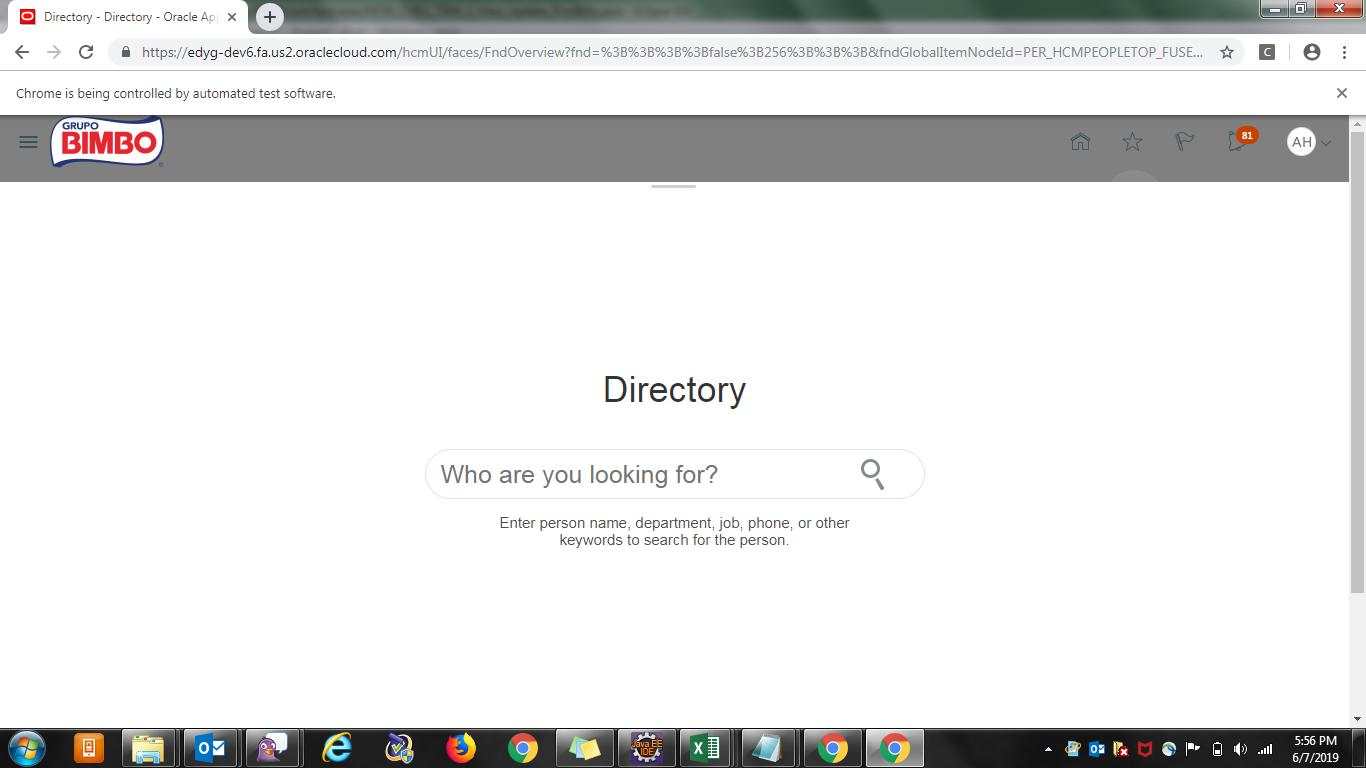 Directory - Directory - Oracle Ap
https://edyg-dev6.fa.us2.oraclecloud.com/hcmUI/faces/FndOverview?fnd=%3B%3B%3B%3Bfalse%3B256%3B%3B%3B&fndGlobalItemNodeId=PER_HCMPEOPLETOP_FUSE...
C
Chrome is being controlled by automated test software.
GRUPO
BIMBO
81
AH
Directory
Who are you looking for?
Enter person name, department, job, phone, or other
keywords to search for the person.
Java EE
IDE
5:56 PM
6/7/2019